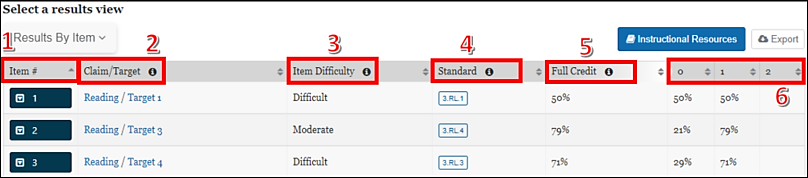 Select a results view
1 Results By Item 2 3 4 5 Instructional Resources Export
Item # Claim/Target Item Difficulty Standard Full Credit 0 1 2
6
1 Reading / Target 1 Difficult 3.RL.1 50% 50% 50%
2 Reading / Target 3 Moderate 3.RL.4 79% 21% 79%
3 Reading / Target 4 Difficult 3.RL.3 71% 29% 71%